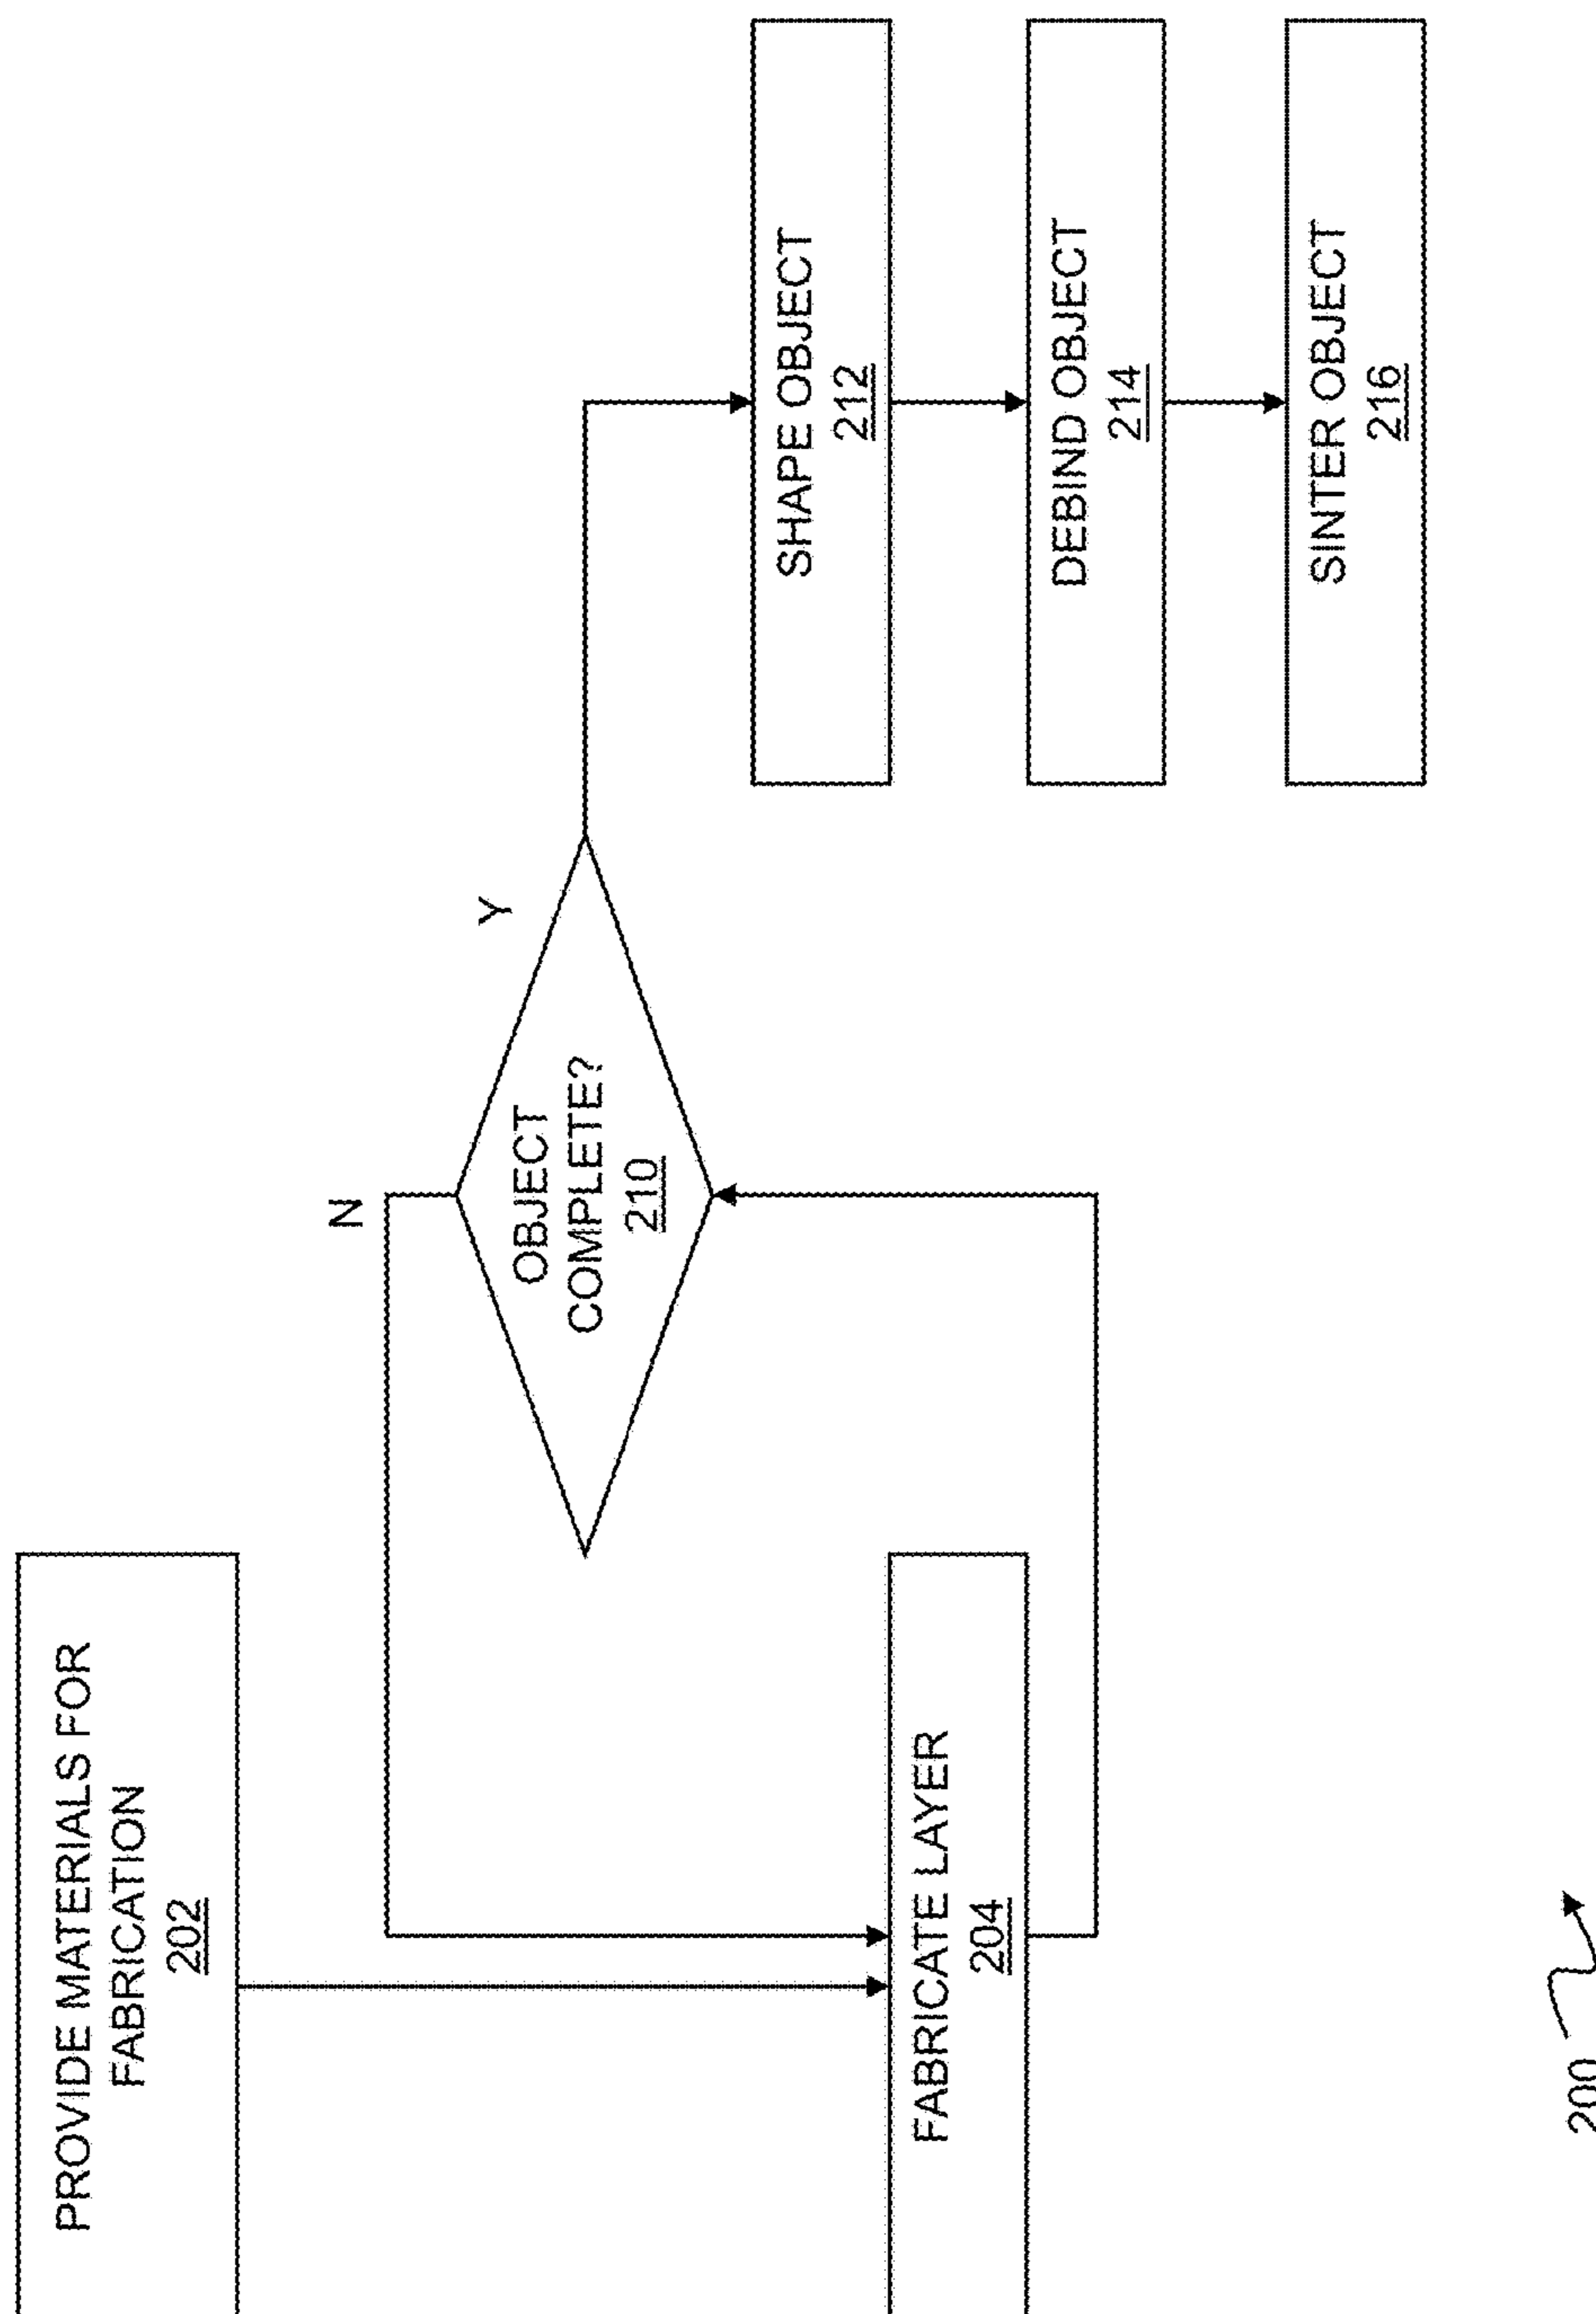 PROVIDE MATERIALS FOR
FABRICATION
202
FABRICATE LAYER
204
N
OBJECT
COMPLETE?
210
Y
SHAPE OBJECT
212
DEBIND OBJECT
214
SINTER OBJECT
216
200